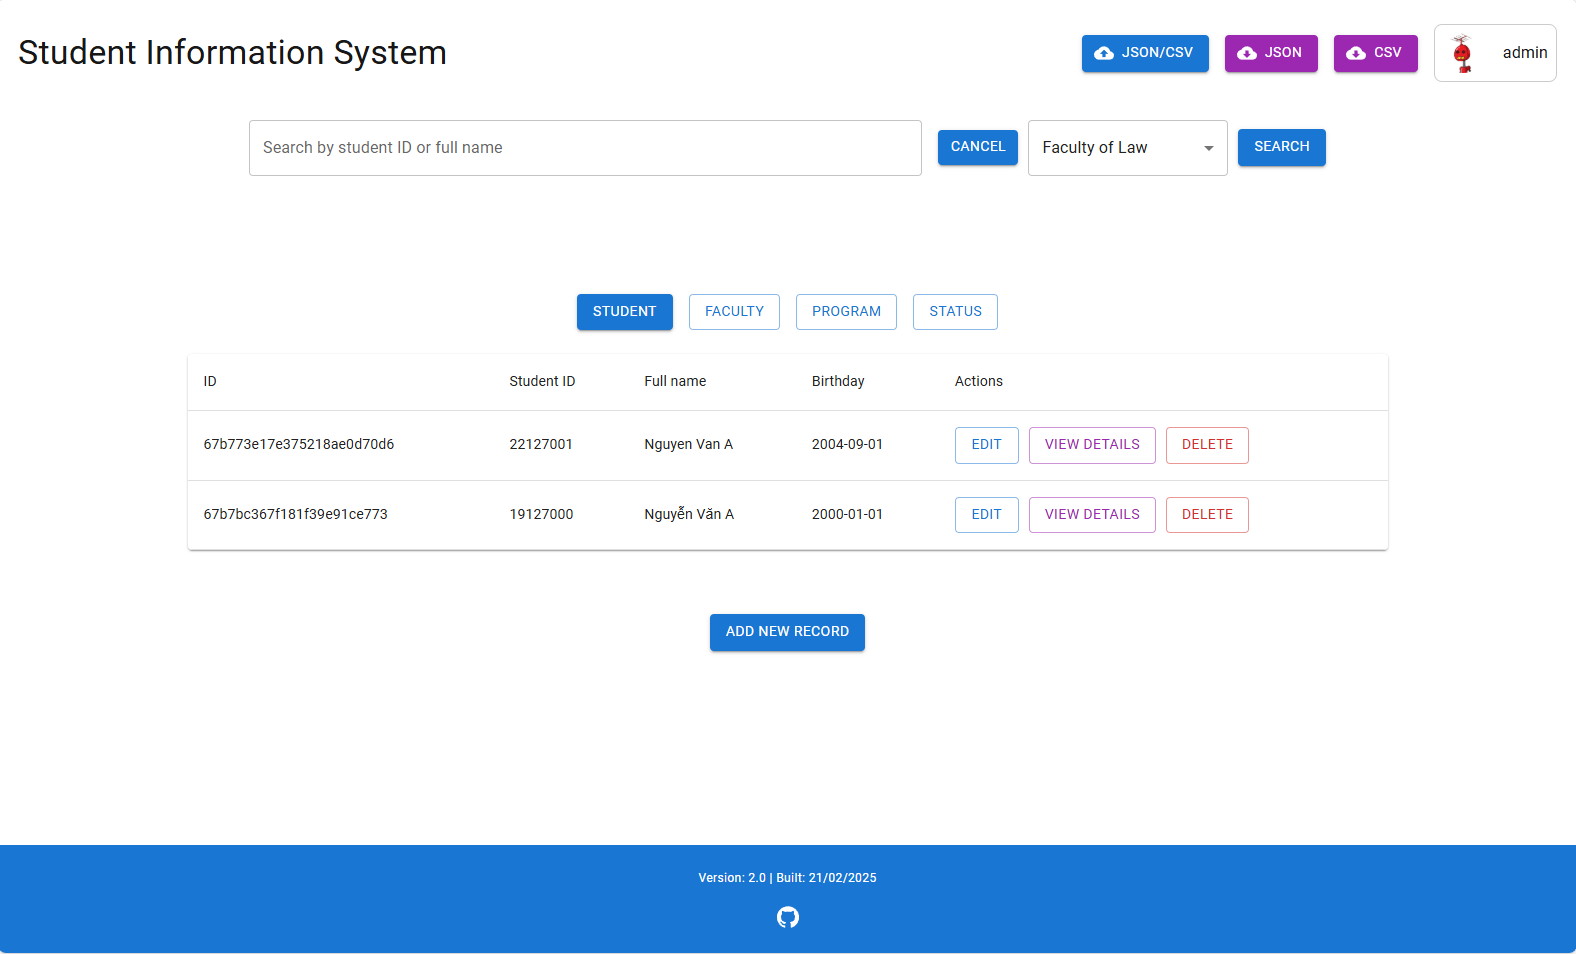 Student Information System
JSON/CSV
JSON
CSV
admin
Search by student ID or full name
CANCEL
Faculty of Law
SEARCH
STUDENT
FACULTY
PROGRAM
STATUS
ID Student ID Full name Birthday Actions
67b773e17e375218ae0d70d6 22127001 Nguyen Van A 2004-09-01 EDIT VIEW DETAILS DELETE
67b7bc367f181f39e91ce773 19127000 Nguyễn Văn A 2000-01-01 EDIT VIEW DETAILS DELETE
ADD NEW RECORD
Version: 2.0 | Built: 21/02/2025